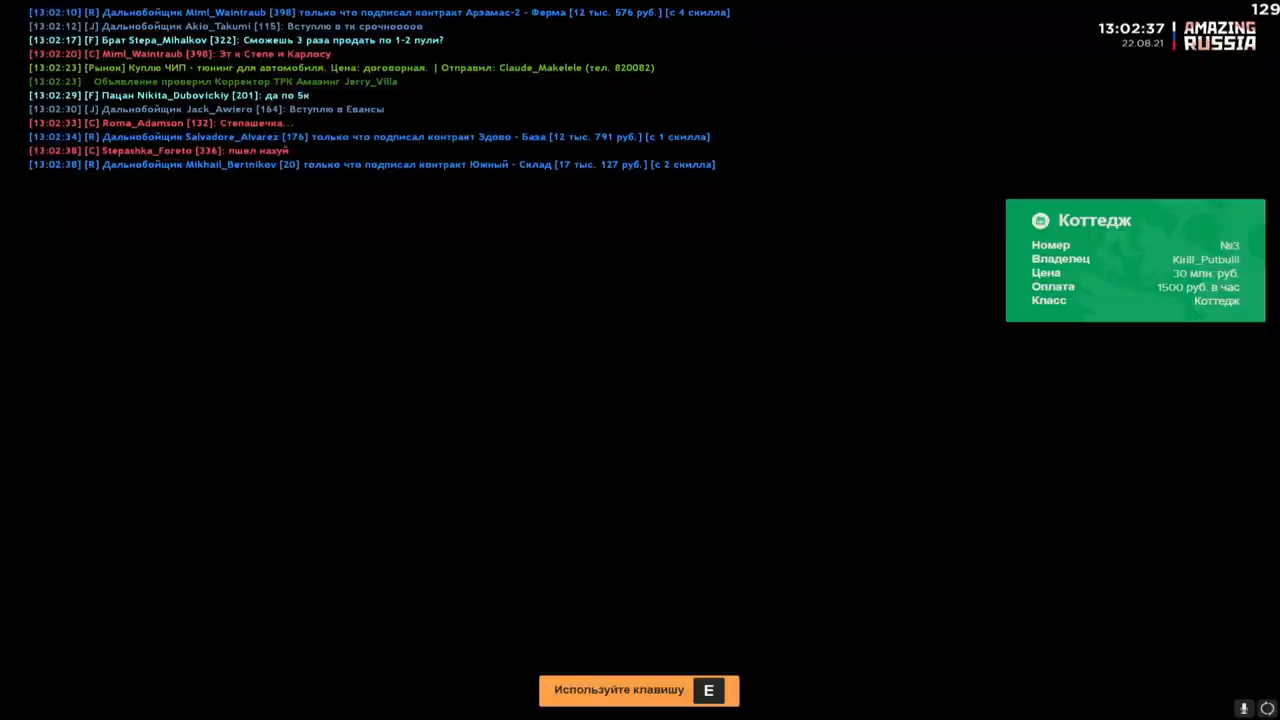 [13:02:10] [R] Дальнобойщик Miml_Waintraub [398] только что подписал контракт Арзамас-2 - Ферма [12 тыс. 576 руб.] [с 4 скилла]
[13:02:12] [J] Дальнобойщик Akio_Takumi [115]: Вступлю в тк срочнооооо
[13:02:17] [F] Брат Stepa_Mihalkov [322]: Сможешь 3 раза продать по 1-2 пули?
[13:02:20] [C] Miml_Waintraub [398]: Эт к Степе и Карлосу
[13:02:23] [Рынок] Куплю ЧИП - тюнинг для автомобиля. Цена: договорная. | Отправил: Claude_Makelele (тел. 820082)
[13:02:23] Объявление проверил Корректор ТРК Амазинг Jerry_Villa
[13:02:29] [F] Пацан Nikita_Dubovickiy [201]: да по 5к
[13:02:30] [J] Дальнобойщик Jack_Awiero [164]: Вступлю в Евансы
[13:02:33] [C] Roma_Adamson [132]: Степашечка...
[13:02:34] [R] Дальнобойщик Salvadore_Alvarez [176] только что подписал контракт Эдово - База [12 тыс. 791 руб.] [с 1 скилла]
[13:02:38] [C] Stepashka_Foreto [336]: пшел нахуй
[13:02:38] [R] Дальнобойщик Mikhail_Bertnikov [20] только что подписал контракт Южный - Склад [17 тыс. 127 руб.] [с 2 скилла]
129
13:02:37
22.08.21
AMAZING
RUSSIA
Коттедж
Номер №3
Владелец Kirill_Putbulll
Цена 30 млн. руб.
Оплата 1500 руб. в час
Класс Коттедж
Используйте клавишу E